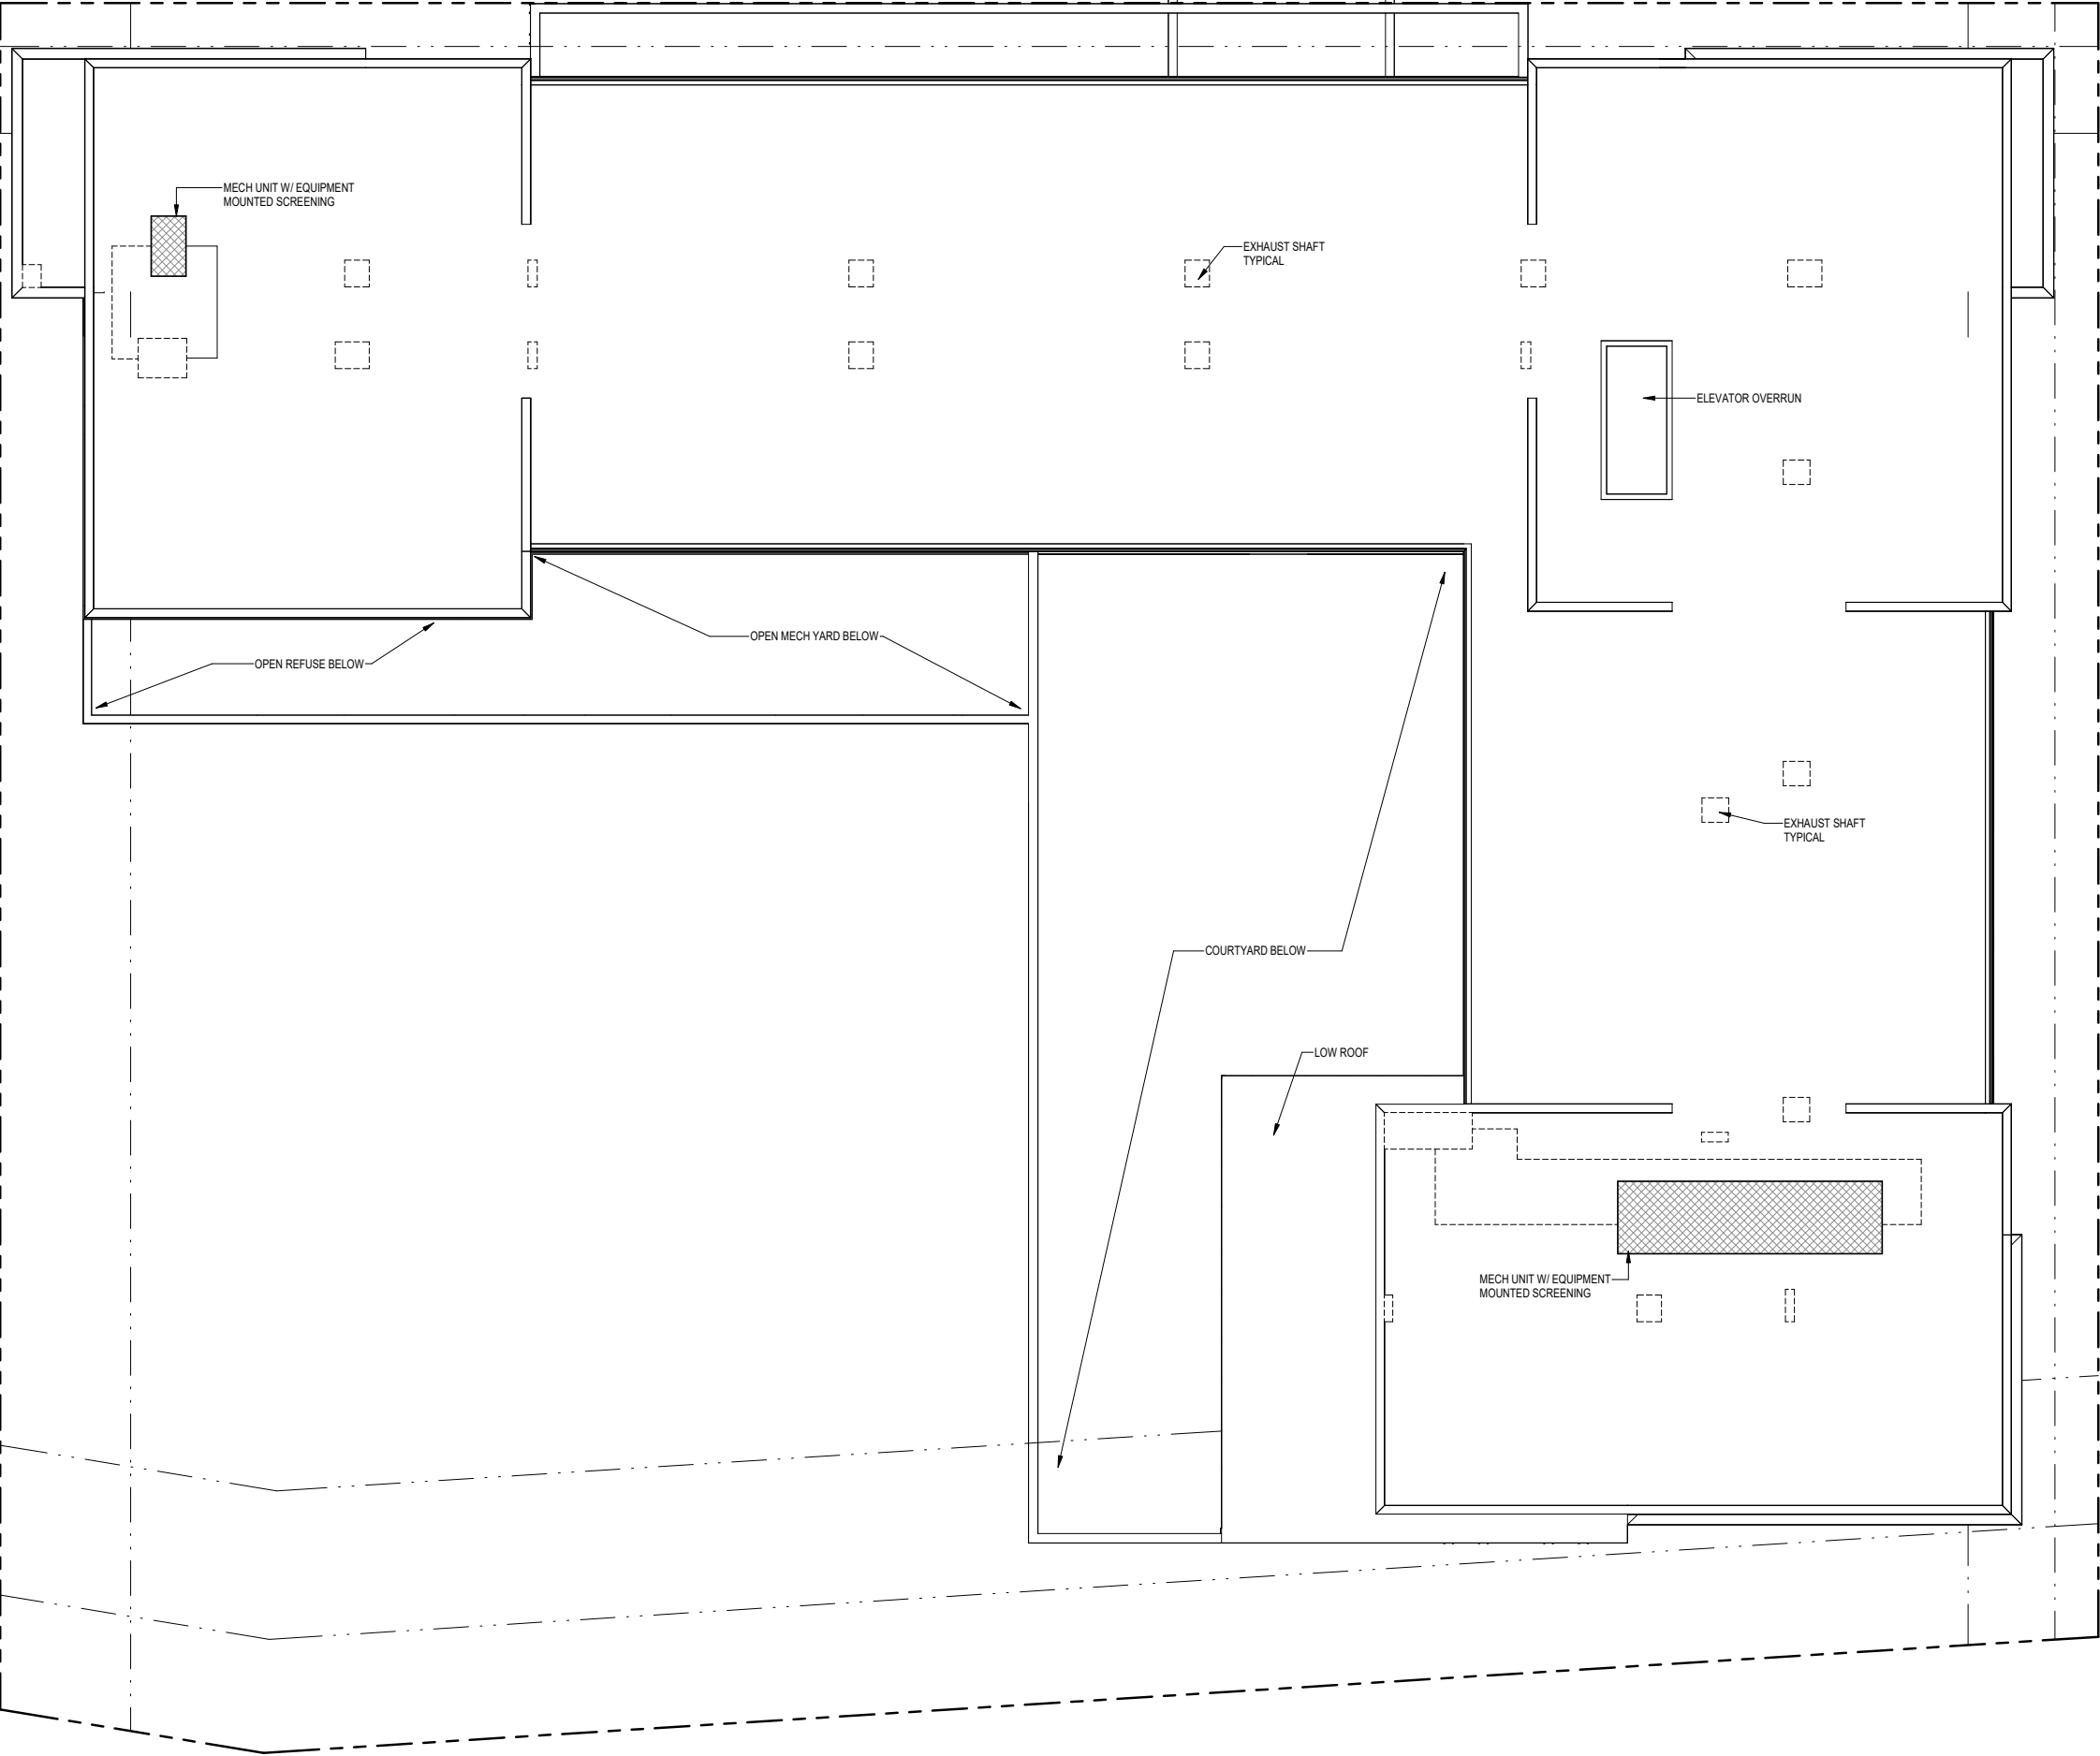 MECH UNIT W/ EQUIPMENT
MOUNTED SCREENING
EXHAUST SHAFT
TYPICAL
ELEVATOR OVERRUN
OPEN MECH YARD BELOW
OPEN REFUSE BELOW
EXHAUST SHAFT
TYPICAL
COURTYARD BELOW
LOW ROOF
MECH UNIT W/ EQUIPMENT
MOUNTED SCREENING